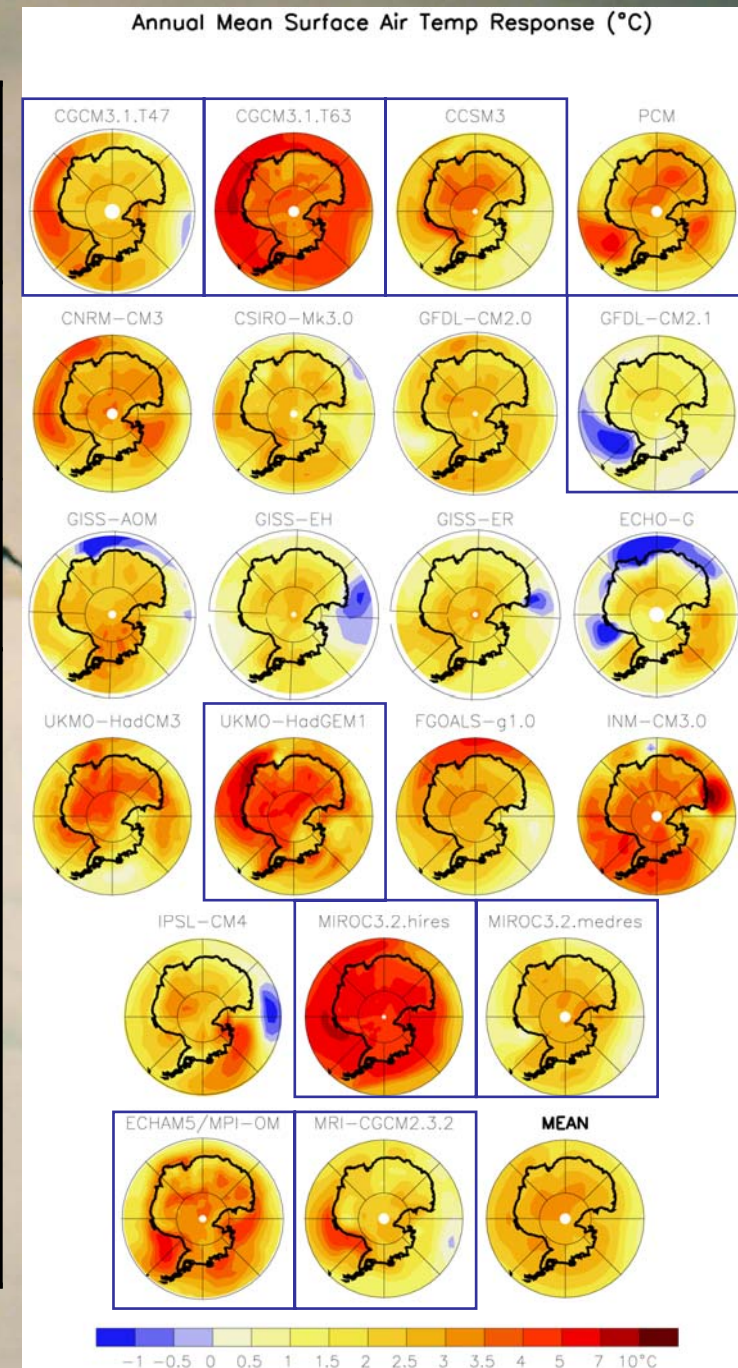 Annual Mean Surface Air Temp Response (°C)
CGCM3.1.T47 CGCM3.1.T63 CCSM3 PCM
CNRM-CM3 CSIRO-Mk3.0 GFDL-CM2.0 GFDL-CM2.1
GISS-AOM GISS-EH GISS-ER ECHO-G
UKMO-HadCM3 UKMO-HadGEM1 FGOALS-g1.0 INM-CM3.0
IPSL-CM4 MIROC3.2.hires MIROC3.2.medres
ECHAM5/MPI-OM MRI-CGCM2.3.2 MEAN
-1 -0.5 0 0.5 1 1.5 2 2.5 3 3.5 4 5 7 10°C